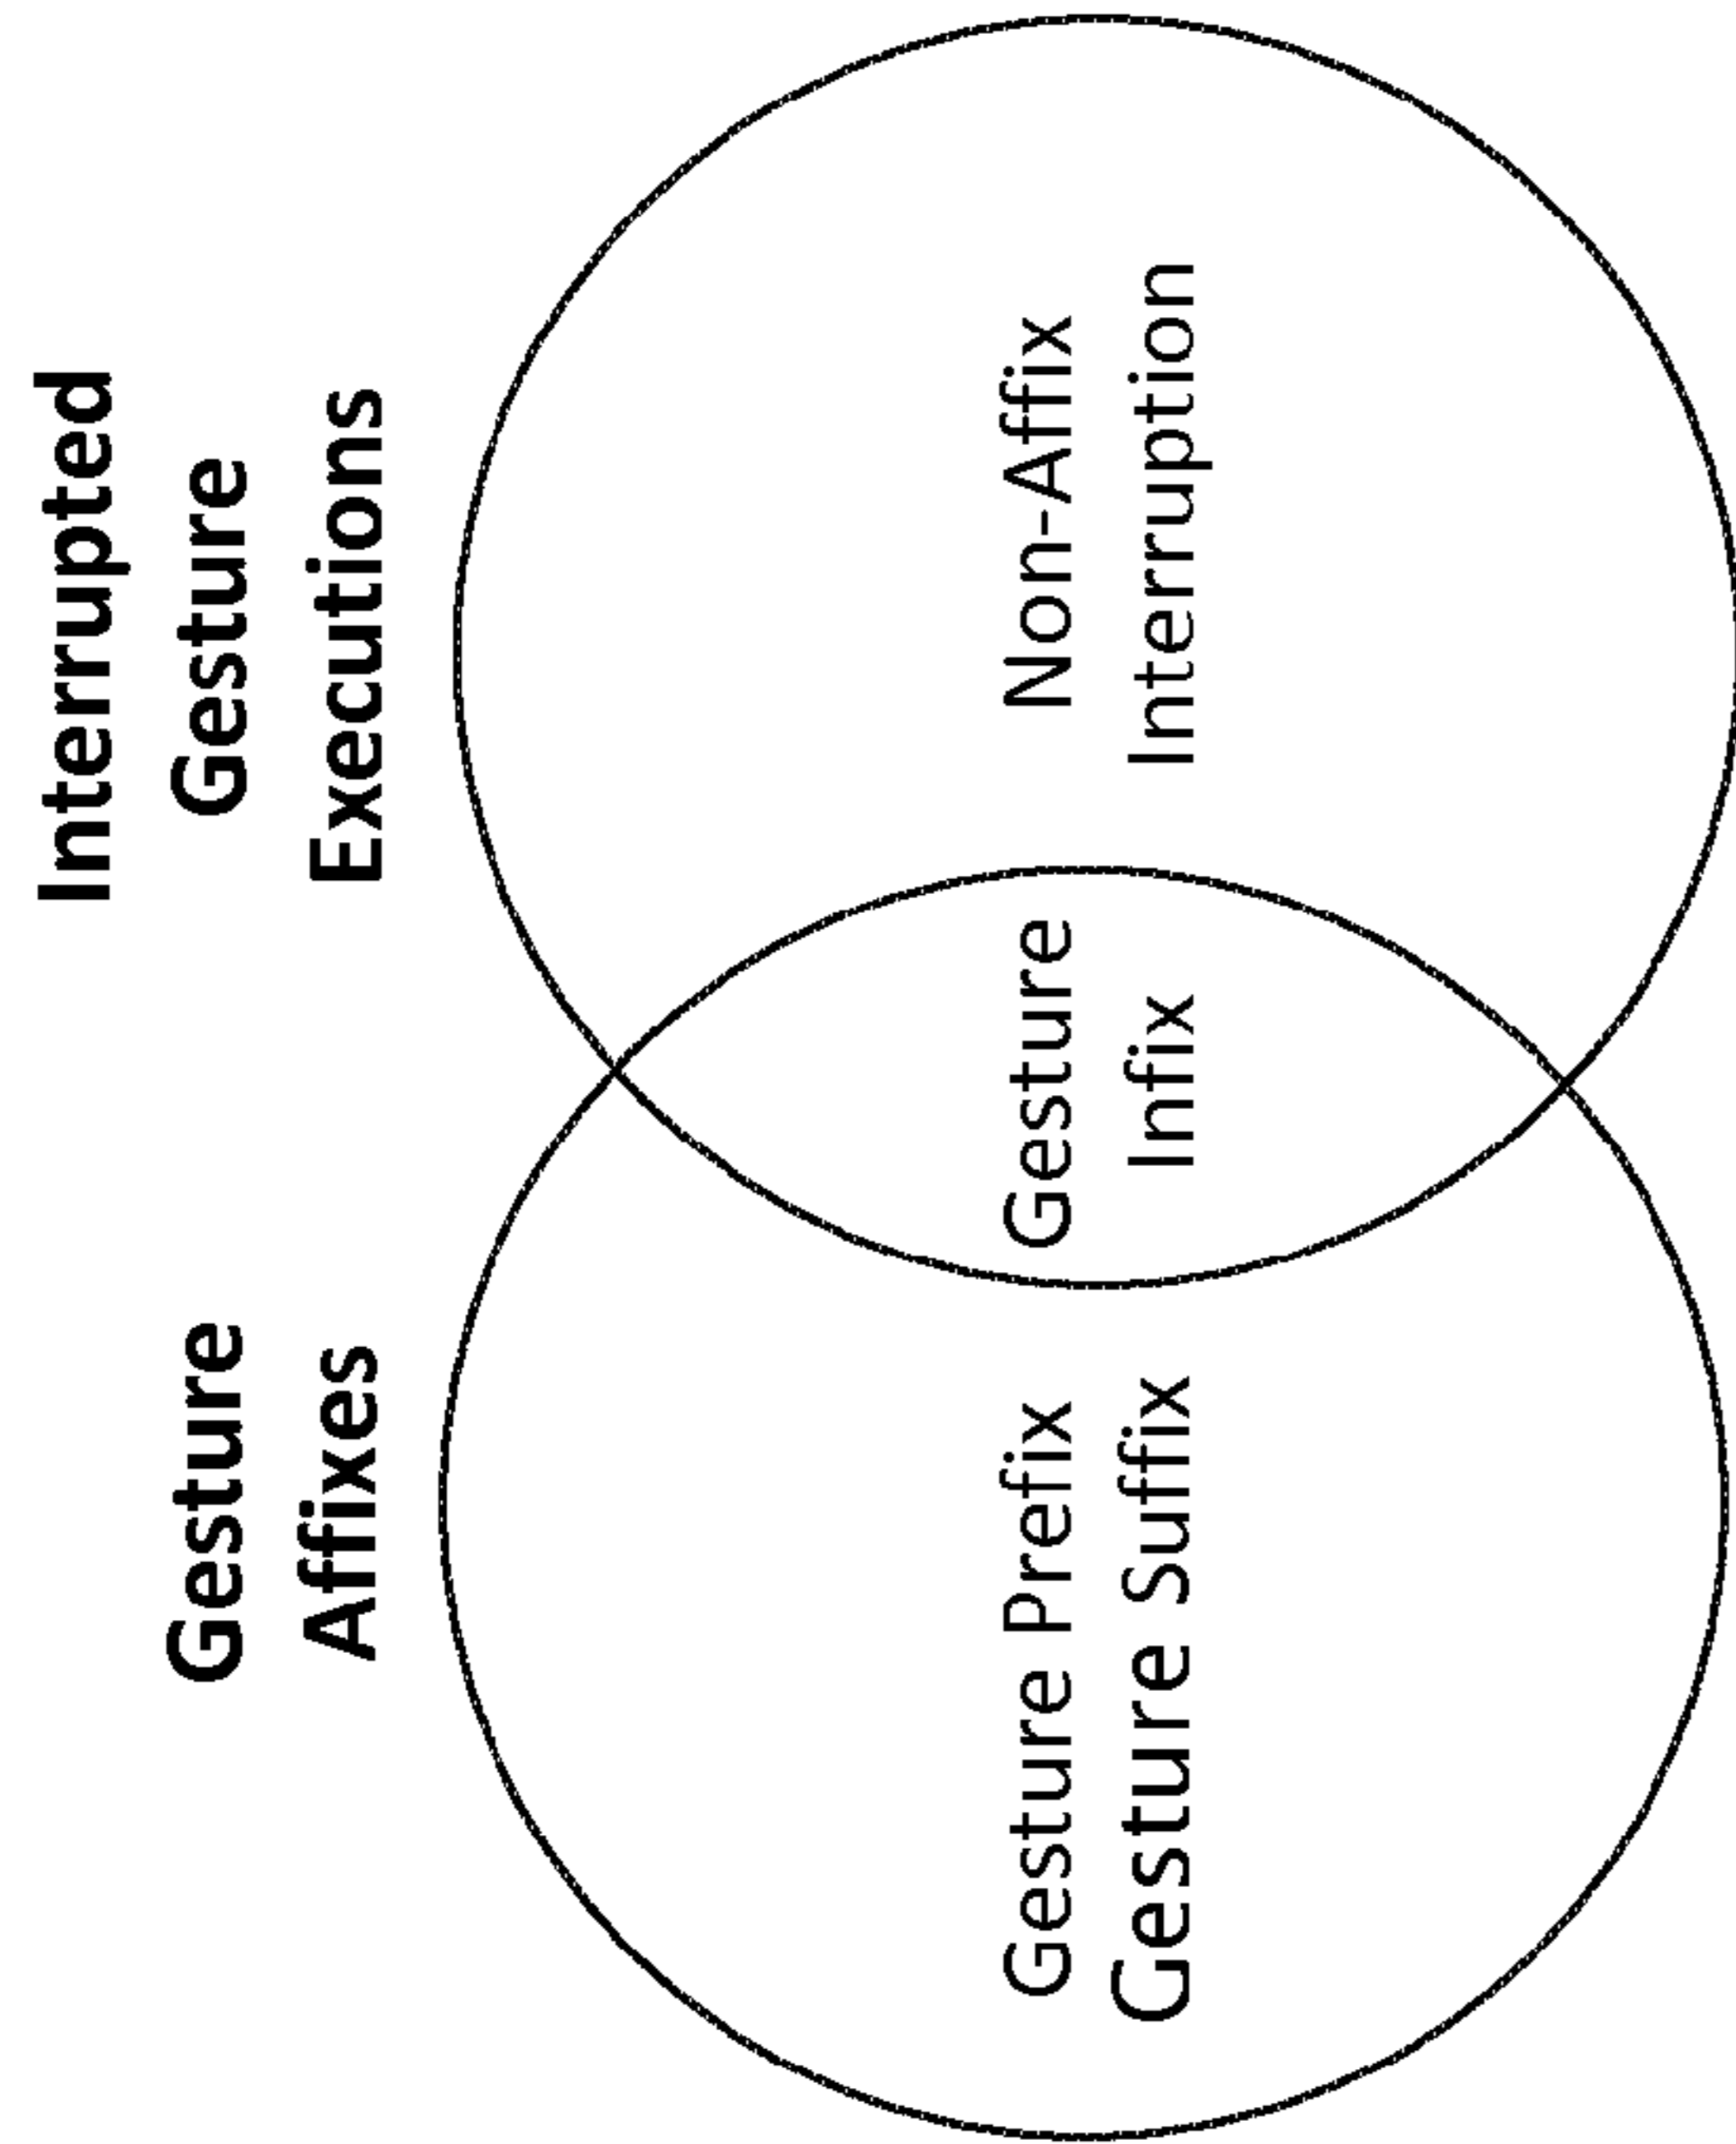 Gesture
Affixes
Interrupted
Gesture
Executions
Gesture Prefix
Gesture Suffix
Gesture
Infix
Non-Affix
Interruption